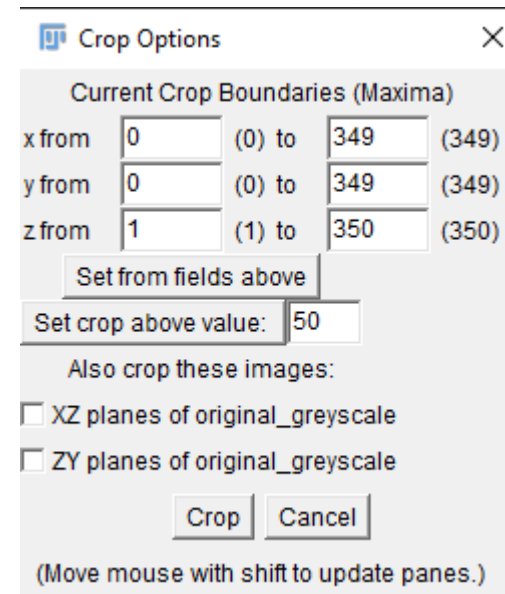 Crop Options
Current Crop Boundaries (Maxima)
x from 0 (0) to 349 (349)
y from 0 (0) to 349 (349)
z from 1 (1) to 350 (350)
Set from fields above
Set crop above value: 50
Also crop these images:
XZ planes of original_greyscale
ZY planes of original_greyscale
Crop Cancel
(Move mouse with shift to update panes.)